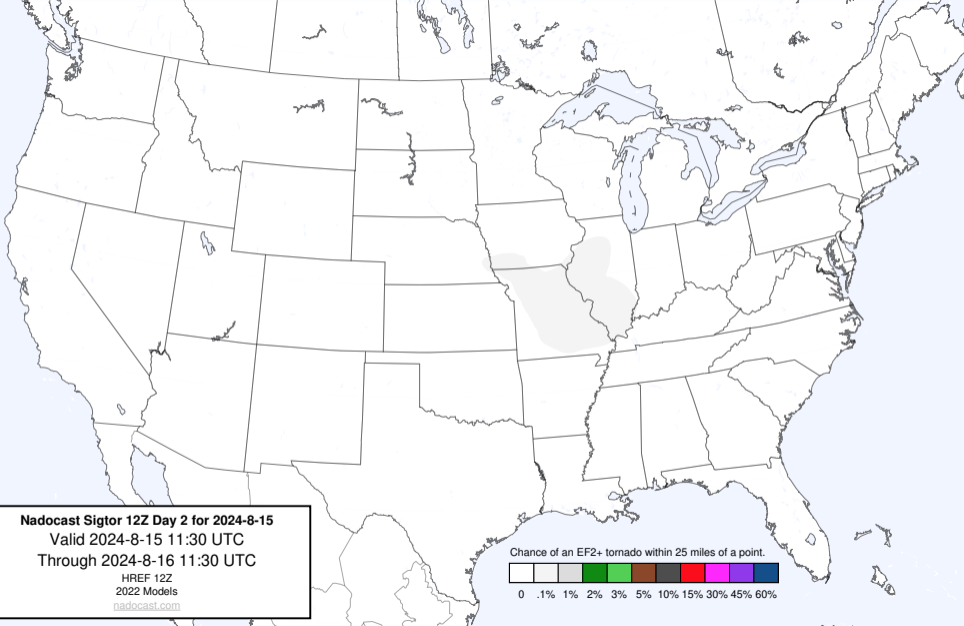 Nadocast Sigtor 12Z Day 2 for 2024-8-15
Valid 2024-8-15 11:30 UTC
Through 2024-8-16 11:30 UTC
HREF 12Z
2022 Models
nadocast.com
Chance of an EF2+ tornado within 25 miles of a point.
0 .1% 1% 2% 3% 5% 10% 15% 30% 45% 60%